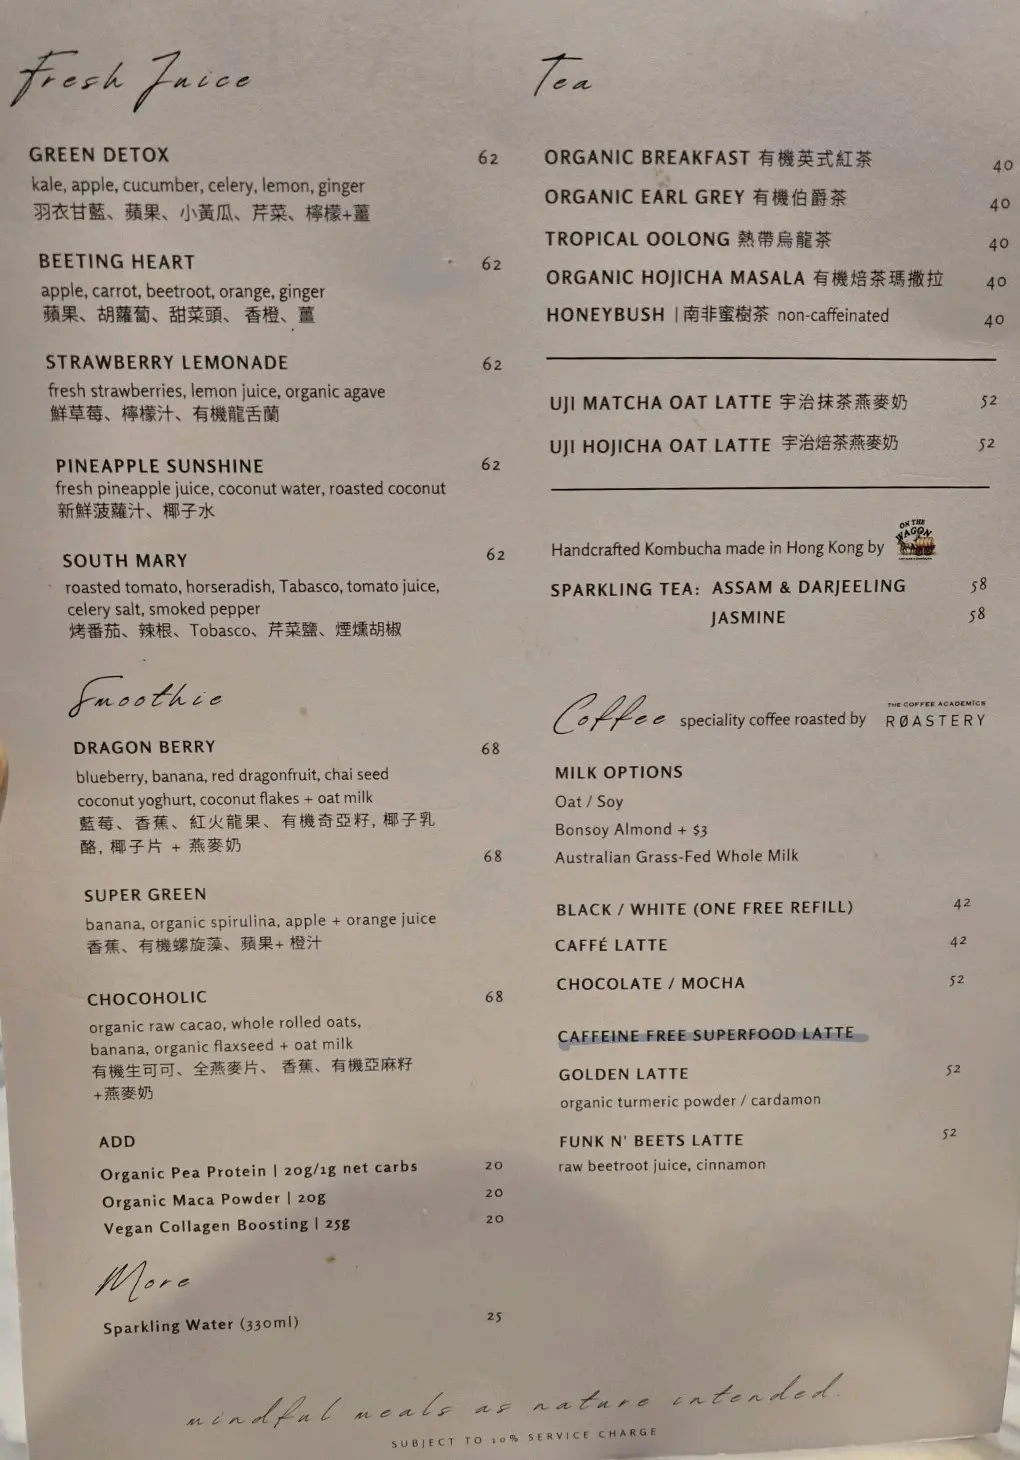 Fresh Juice
GREEN DETOX 62
kale, apple, cucumber, celery, lemon, ginger
羽衣甘藍、蘋果、小黃瓜、芹菜、檸檬+薑
BEETING HEART 62
apple, carrot, beetroot, orange, ginger
蘋果、胡蘿蔔、甜菜頭、 香橙、薑
STRAWBERRY LEMONADE 62
fresh strawberries, lemon juice, organic agave
鮮草莓、檸檬汁、有機龍舌蘭
PINEAPPLE SUNSHINE 62
fresh pineapple juice, coconut water, roasted coconut
新鮮菠蘿汁、椰子水
SOUTH MARY 62
roasted tomato, horseradish, Tabasco, tomato juice,
celery salt, smoked pepper
烤番茄、辣根、Tobasco、芹菜鹽、煙燻胡椒
Smoothie
DRAGON BERRY 68
blueberry, banana, red dragonfruit, chai seed
coconut yoghurt, coconut flakes + oat milk
藍莓、香蕉、紅火龍果、有機奇亞籽, 椰子乳
酪, 椰子片 + 燕麥奶
68
SUPER GREEN
banana, organic spirulina, apple + orange juice
香蕉、有機螺旋藻、蘋果+ 橙汁
CHOCOHOLIC 68
organic raw cacao, whole rolled oats,
banana, organic flaxseed + oat milk
有機生可可、全燕麥片、 香蕉、有機亞麻籽
+燕麥奶
ADD
Organic Pea Protein | 20g/1g net carbs 20
Organic Maca Powder | 20g 20
Vegan Collagen Boosting | 25g 20
More
Sparkling Water (330ml) 25
Tea
ORGANIC BREAKFAST 有機英式紅茶 40
ORGANIC EARL GREY 有機伯爵茶 40
TROPICAL OOLONG 熱帶烏龍茶 40
ORGANIC HOJICHA MASALA 有機焙茶瑪撒拉 40
HONEYBUSH | 南非蜜樹茶 non-caffeinated 40
UJI MATCHA OAT LATTE 宇治抹茶燕麥奶 52
UJI HOJICHA OAT LATTE 宇治焙茶燕麥奶 52
ON THE
WAGON
Handcrafted Kombucha made in Hong Kong by
SPARKLING TEA: ASSAM & DARJEELING 58
JASMINE 58
Coffee speciality coffee roasted by THE COFFEE ACADEMÏCS
RØASTERY
MILK OPTIONS
Oat / Soy
Bonsoy Almond + $3
Australian Grass-Fed Whole Milk
BLACK / WHITE (ONE FREE REFILL) 42
CAFFÉ LATTE 42
CHOCOLATE / MOCHA 52
CAFFEINE FREE SUPERFOOD LATTE
GOLDEN LATTE 52
organic turmeric powder / cardamon
FUNK N' BEETS LATTE 52
raw beetroot juice, cinnamon
mindful meals as nature intended.
SUBJECT TO 10% SERVICE CHARGE